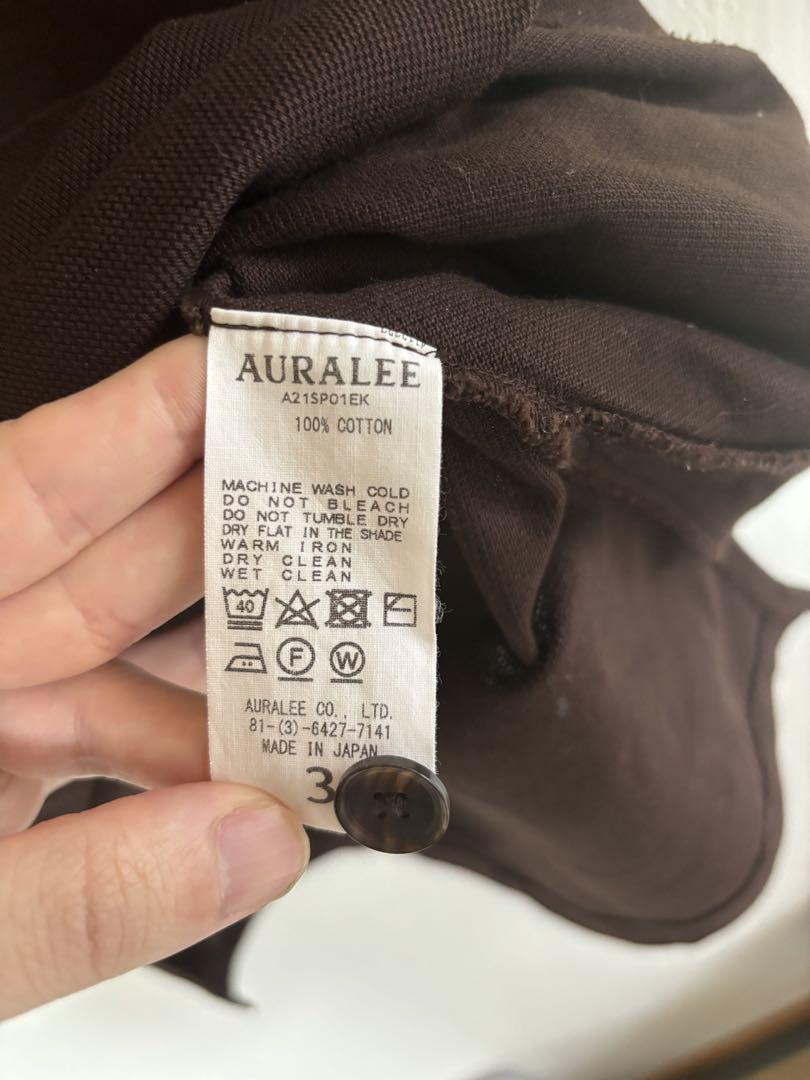 AURALEE
A21SP01EK
100% COTTON
MACHINE WASH COLD
DO NOT BLEACH
DO NOT TUMBLE DRY
DRY FLAT IN THE SHADE
WARM IRON
DRY CLEAN
WET CLEAN
40
F W
AURALEE CO., LTD.
81-(3)-6427-7141
MADE IN JAPAN
3